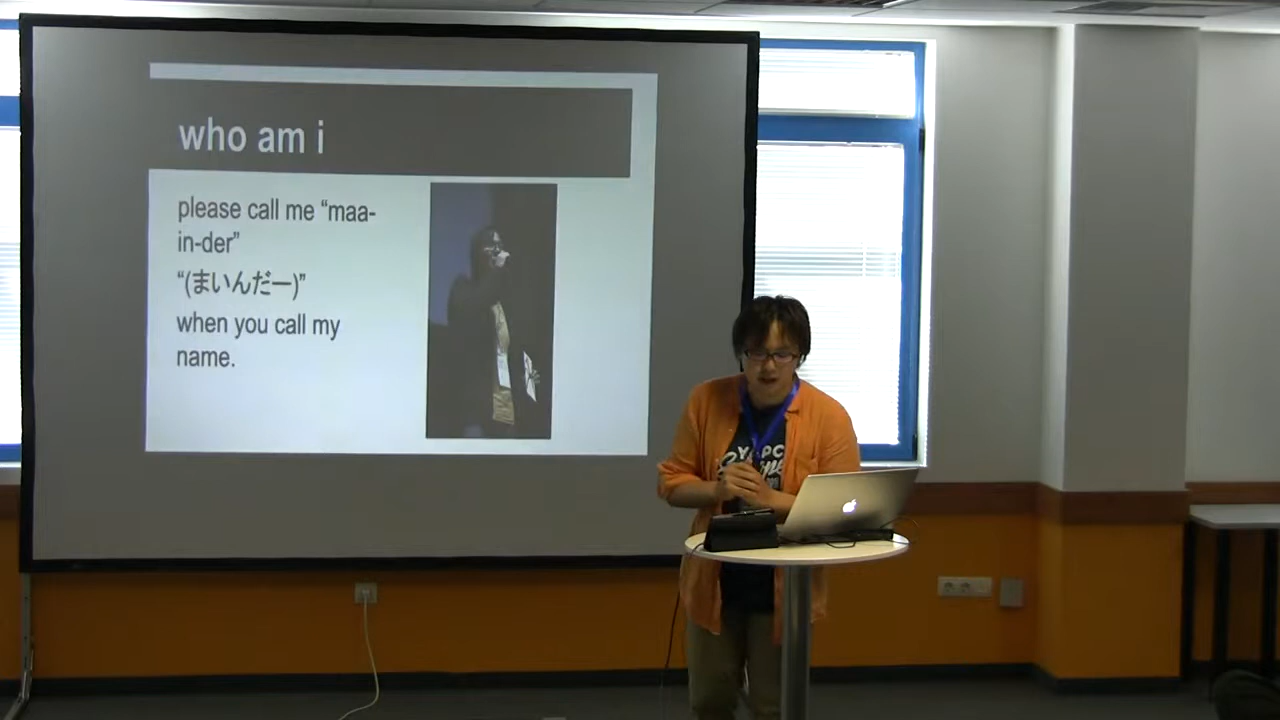 who am i
please call me “maa-
in-der”
“(まいんだー)”
when you call my
name.